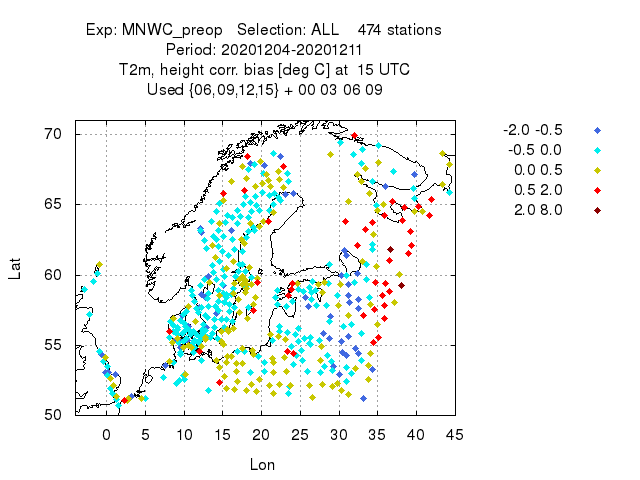 Exp: MNWC_preop   Selection: ALL    474 stations
Period: 20201204-20201211
T2m, height corr. bias [deg C] at  15 UTC
Used {06,09,12,15} + 00 03 06 09
-2.0 -0.5
-0.5 0.0
0.0 0.5
0.5 2.0
2.0 8.0
70
65
60
55
50
Lat
0 5 10 15 20 25 30 35 40 45
Lon